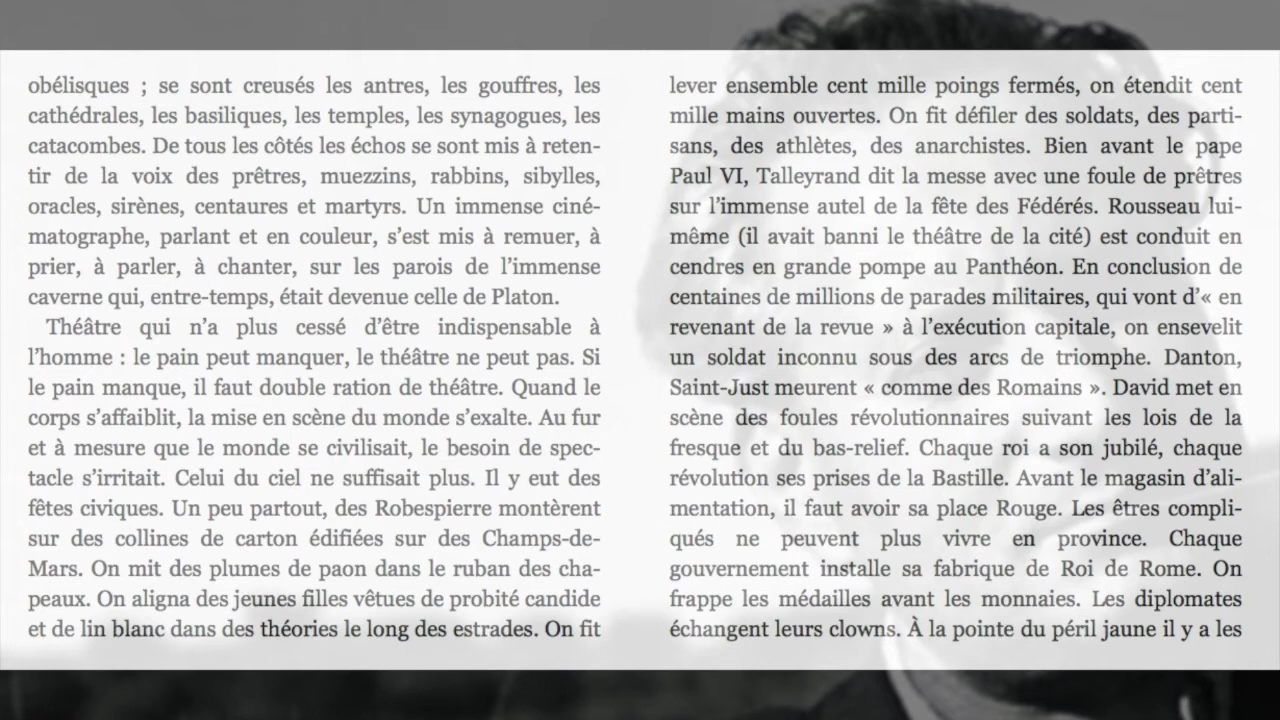 obélisques ; se sont creusés les antres, les gouffres, les
cathédrales, les basiliques, les temples, les synagogues, les
catacombes. De tous les côtés les échos se sont mis à reten-
tir de la voix des prêtres, muezzins, rabbins, sibylles,
oracles, sirènes, centaures et martyrs. Un immense ciné-
matographe, parlant et en couleur, s’est mis à remuer, à
prier, à parler, à chanter, sur les parois de l’immense
caverne qui, entre-temps, était devenue celle de Platon.
Théâtre qui n’a plus cessé d’être indispensable à
l’homme : le pain peut manquer, le théâtre ne peut pas. Si
le pain manque, il faut double ration de théâtre. Quand le
corps s’affaiblit, la mise en scène du monde s’exalte. Au fur
et à mesure que le monde se civilisait, le besoin de spec-
tacle s’irritait. Celui du ciel ne suffisait plus. Il y eut des
fêtes civiques. Un peu partout, des Robespierre montèrent
sur des collines de carton édifiées sur des Champs-de-
Mars. On mit des plumes de paon dans le ruban des cha-
peaux. On aligna des jeunes filles vêtues de probité candide
et de lin blanc dans des théories le long des estrades. On fit
lever ensemble cent mille poings fermés, on étendit cent
mille mains ouvertes. On fit défiler des soldats, des parti-
sans, des athlètes, des anarchistes. Bien avant le pape
Paul VI, Talleyrand dit la messe avec une foule de prêtres
sur l’immense autel de la fête des Fédérés. Rousseau lui-
même (il avait banni le théâtre de la cité) est conduit en
cendres en grande pompe au Panthéon. En conclusion de
centaines de millions de parades militaires, qui vont d’« en
revenant de la revue » à l’exécution capitale, on ensevelit
un soldat inconnu sous des arcs de triomphe. Danton,
Saint-Just meurent « comme des Romains ». David met en
scène des foules révolutionnaires suivant les lois de la
fresque et du bas-relief. Chaque roi a son jubilé, chaque
révolution ses prises de la Bastille. Avant le magasin d’ali-
mentation, il faut avoir sa place Rouge. Les êtres compli-
qués ne peuvent plus vivre en province. Chaque
gouvernement installe sa fabrique de Roi de Rome. On
frappe les médailles avant les monnaies. Les diplomates
échangent leurs clowns. À la pointe du péril jaune il y a les